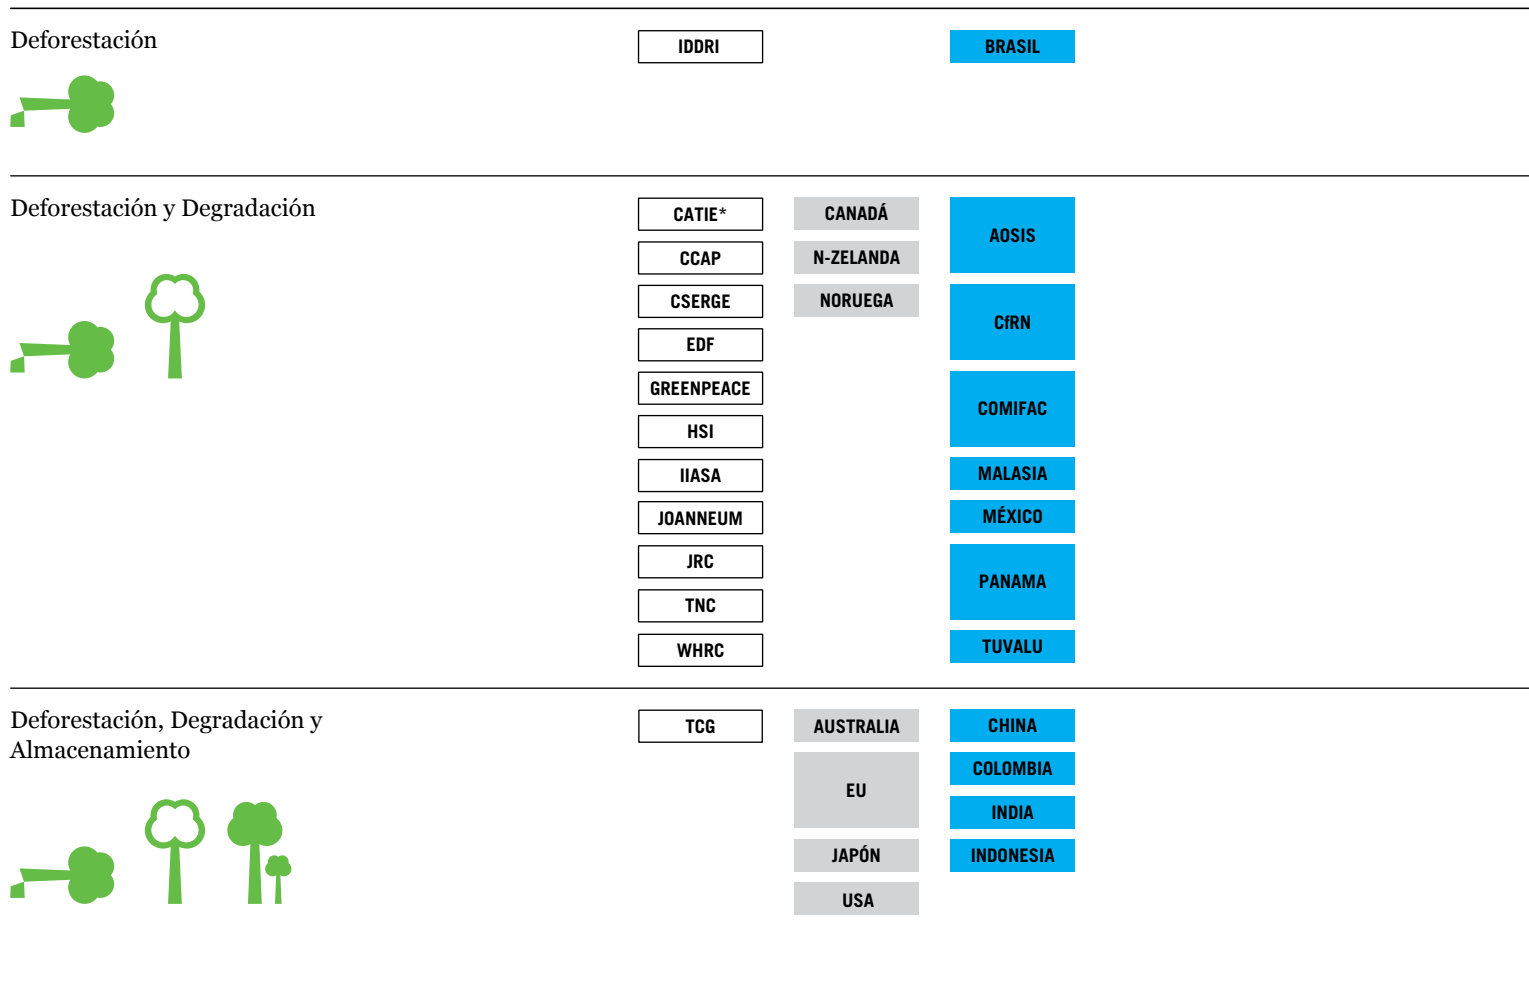 Deforestación
IDDRI
BRASIL
Deforestación y Degradación
CATIE*
CCAP
CSERGE
EDF
GREENPEACE
HSI
IIASA
JOANNEUM
JRC
TNC
WHRC
CANADÁ
N-ZELANDA
NORUEGA
AOSIS
CfRN
COMIFAC
MALASIA
MÉXICO
PANAMA
TUVALU
Deforestación, Degradación y
Almacenamiento
TCG
AUSTRALIA
EU
JAPÓN
USA
CHINA
COLOMBIA
INDIA
INDONESIA